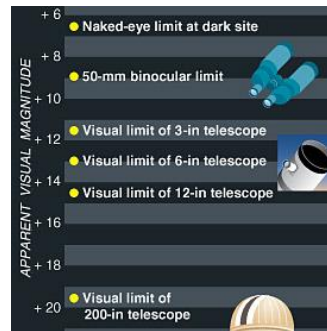 + 6
Naked-eye limit at dark site
+ 8
50-mm binocular limit
+ 10
Visual limit of 3-in telescope
+ 12
Visual limit of 6-in telescope
+ 14
Visual limit of 12-in telescope
+ 16
+ 18
+ 20
Visual limit of
200-in telescope
APPARENT VISUAL MAGNITUDE